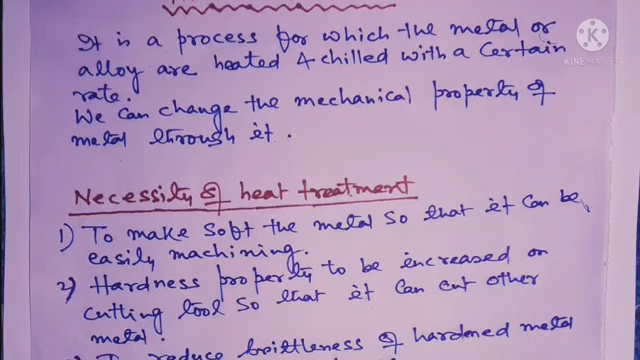 It is a process for which the metal or
alloy are heated & chilled with a certain
rate.
We can change the mechanical property of
metal through it.
Necessity of heat treatment
1) To make soft the metal so that it can be
easily machining.
2) Hardness property to be increased on
cutting tool so that it can cut other
metal.
To reduce brittleness of hardened metal
KINEMASTER